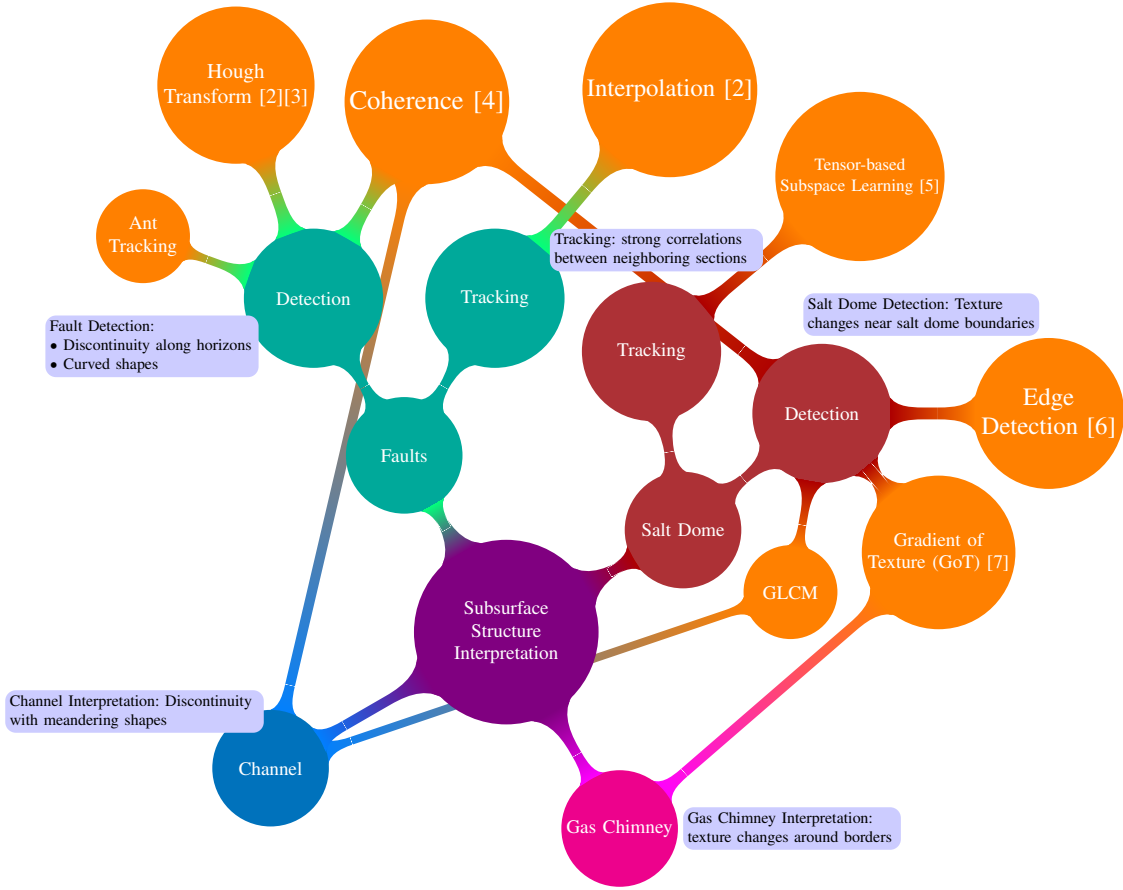 Hough
Transform [2][3]
Coherence [4]
Interpolation [2]
Tensor-based
Subspace Learning [5]
Ant
Tracking
Tracking: strong correlations
between neighboring sections
Detection
Tracking
Salt Dome Detection: Texture
changes near salt dome boundaries
Fault Detection:
• Discontinuity along horizons
• Curved shapes
Tracking
Detection
Edge
Detection [6]
Faults
Salt Dome
Gradient of
Texture (GoT) [7]
GLCM
Subsurface
Structure
Interpretation
Channel Interpretation: Discontinuity
with meandering shapes
Channel
Gas Chimney
Gas Chimney Interpretation:
texture changes around borders